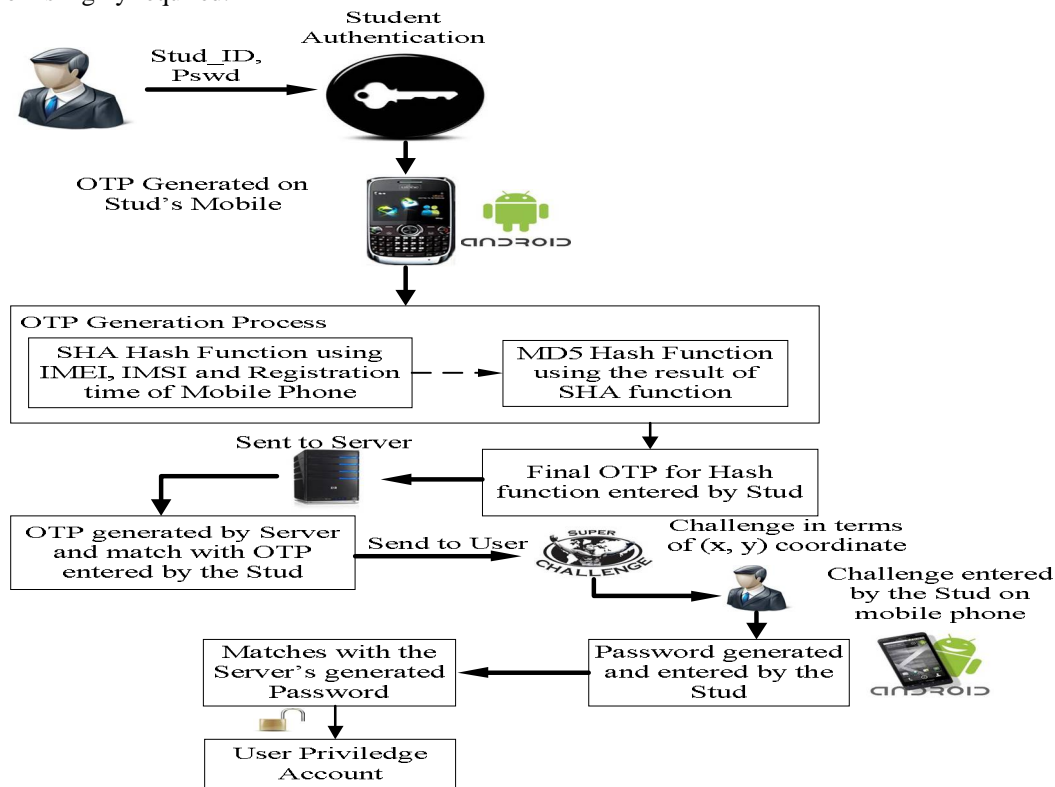 Student
Authentication
Stud_ID,
Pswd
OTP Generated on
Stud's Mobile
ANDROID
OTP Generation Process
SHA Hash Function using
IMEI, IMSI and Registration
time of Mobile Phone
MD5 Hash Function
using the result of
SHA function
Sent to Server
Final OTP for Hash
function entered by Stud
OTP generated by Server
and match with OTP
entered by the Stud
Send to User
SUPER
CHALLENGE
Challenge in terms
of (x, y) coordinate
Challenge entered
by the Stud on
mobile phone
ANDROID
Password generated
and entered by the
Stud
Matches with the
Server's generated
Password
User Priviledge
Account